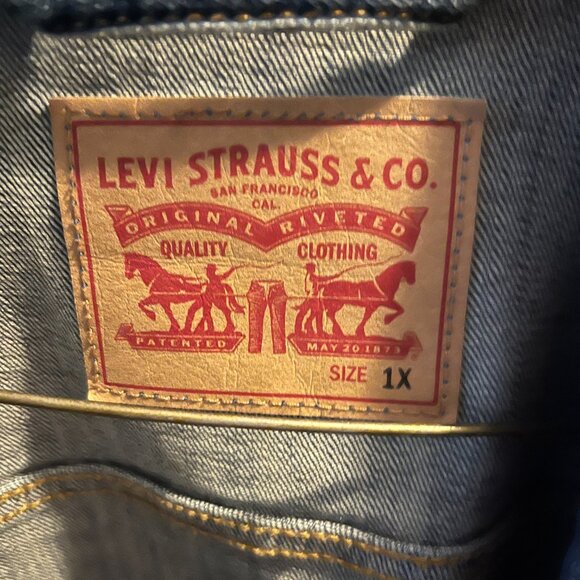 LEVI STRAUSS & CO.
SAN FRANCISCO
CAL.
ORIGINAL RIVETED
QUALITY CLOTHING
PATENTED MAY 20 1873
SIZE 1X